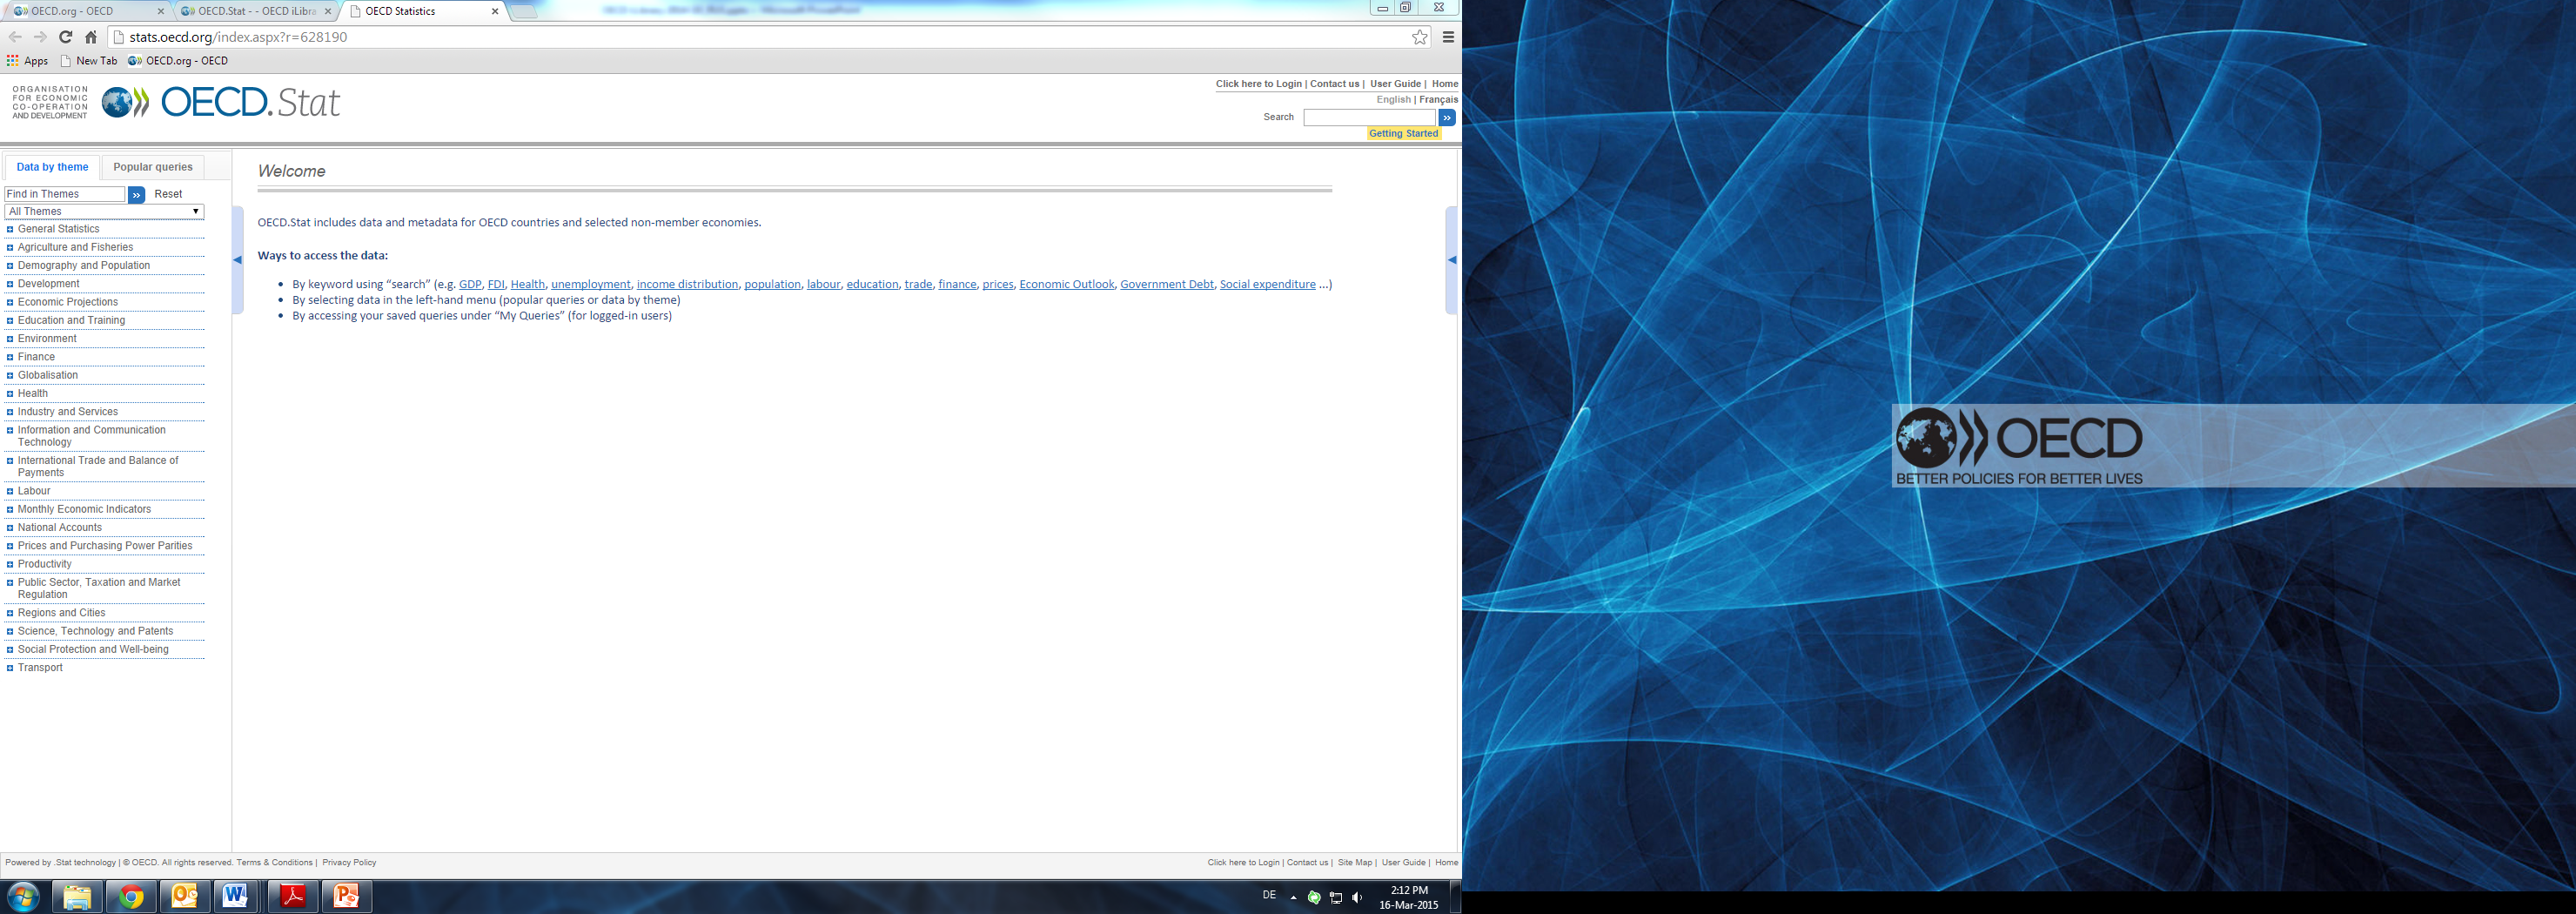 OECD.org - OECD
OECD.Stat - - OECD iLibra
OECD Statistics
stats.oecd.org/index.aspx?r=628190
Apps
New Tab
OECD.org - OECD
ORGANISATION
FOR ECONOMIC
CO-OPERATION
AND DEVELOPMENT
OECD.Stat
Click here to Login | Contact us | User Guide | Home
English | Français
Search
Getting Started
Data by theme
Popular queries
Find in Themes
Reset
All Themes
General Statistics
Agriculture and Fisheries
Demography and Population
Development
Economic Projections
Education and Training
Environment
Finance
Globalisation
Health
Industry and Services
Information and Communication
Technology
International Trade and Balance of
Payments
Labour
Monthly Economic Indicators
National Accounts
Prices and Purchasing Power Parities
Productivity
Public Sector, Taxation and Market
Regulation
Regions and Cities
Science, Technology and Patents
Social Protection and Well-being
Transport
Welcome
OECD.Stat includes data and metadata for OECD countries and selected non-member economies.
Ways to access the data:
• By keyword using “search” (e.g. GDP, FDI, Health, unemployment, income distribution, population, labour, education, trade, finance, prices, Economic Outlook, Government Debt, Social expenditure ...)
• By selecting data in the left-hand menu (popular queries or data by theme)
• By accessing your saved queries under “My Queries” (for logged-in users)
Powered by .Stat technology | © OECD. All rights reserved. Terms & Conditions | Privacy Policy
Click here to Login | Contact us | Site Map | User Guide | Home
DE
2:12 PM
16-Mar-2015
OECD
BETTER POLICIES FOR BETTER LIVES